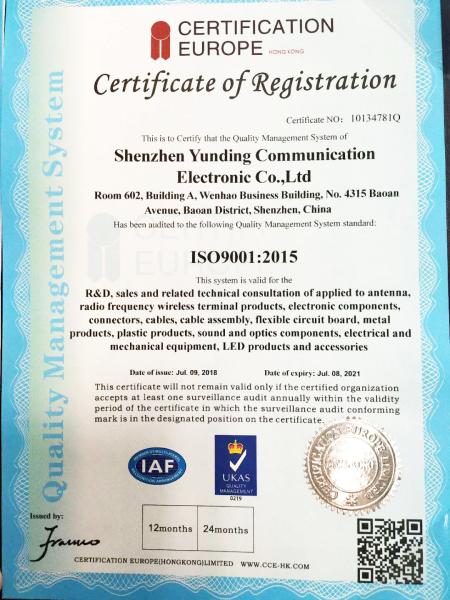 CERTIFICATION
EUROPE HONG KONG
Certificate of Registration
Certificate NO: 10134781Q
This is to Certify that the Quality Management System of
Shenzhen Yunding Communication
Electronic Co.,Ltd
Room 602, Building A, Wenhao Business Building, No. 4315 Baoan
Avenue, Baoan District, Shenzhen, China
Has been audited to the following Quality Management System standard:
ISO9001:2015
This system is valid for the
R&D, sales and related technical consultation of applied to antenna,
radio frequency wireless terminal products, electronic components,
connectors, cables, cable assembly, flexible circuit board, metal
products, plastic products, sound and optics components, electrical and
mechanical equipment, LED products and accessories
Date of issue: Jul. 09, 2018 Date of expiry: Jul. 08, 2021
This certificate will not remain valid only if the certified organization
accepts at least one surveillance audit annually within the validity
period of the certificate in which the surveillance audit conforming
mark is in the designated position on the certificate.
Quality Management System
IAF
UKAS
QUALITY
MANAGEMENT
0219
Issued by:
12months 24months
CERTIFICATION EUROPE(HONGKONG)LIMITED WWW.CCE-HK.COM